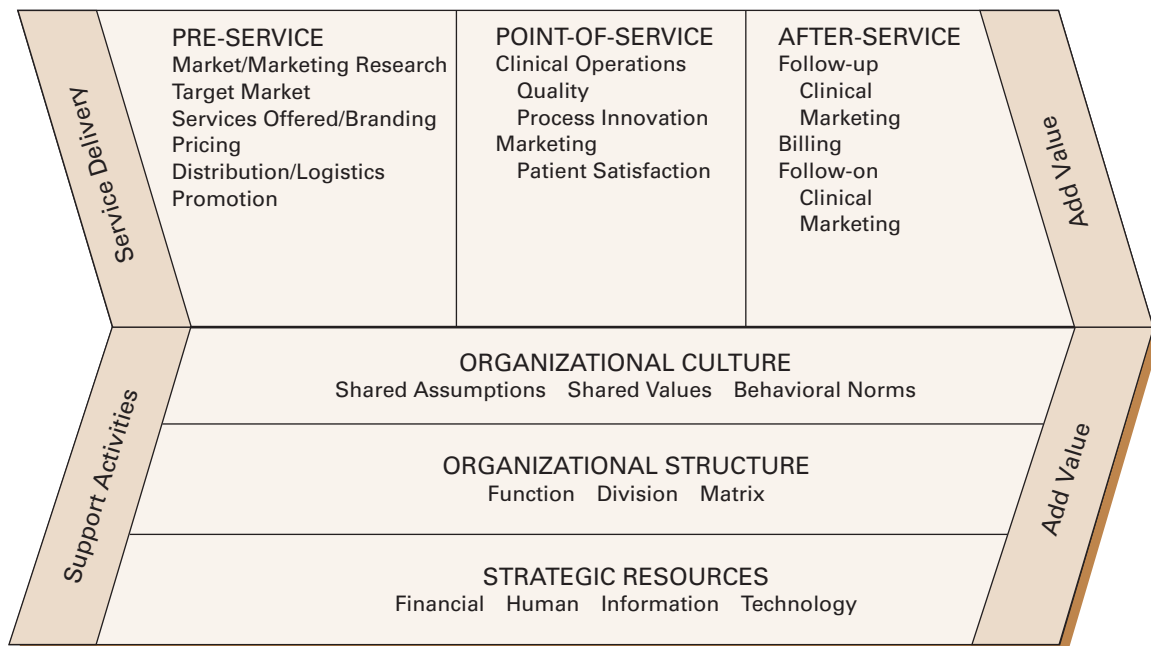 Service Delivery
PRE-SERVICE
Market/Marketing Research
Target Market
Services Offered/Branding
Pricing
Distribution/Logistics
Promotion
POINT-OF-SERVICE
Clinical Operations
Quality
Process Innovation
Marketing
Patient Satisfaction
AFTER-SERVICE
Follow-up
Clinical
Marketing
Billing
Follow-on
Clinical
Marketing
Add Value
Support Activities
ORGANIZATIONAL CULTURE
Shared Assumptions Shared Values Behavioral Norms
ORGANIZATIONAL STRUCTURE
Function Division Matrix
STRATEGIC RESOURCES
Financial Human Information Technology
Add Value